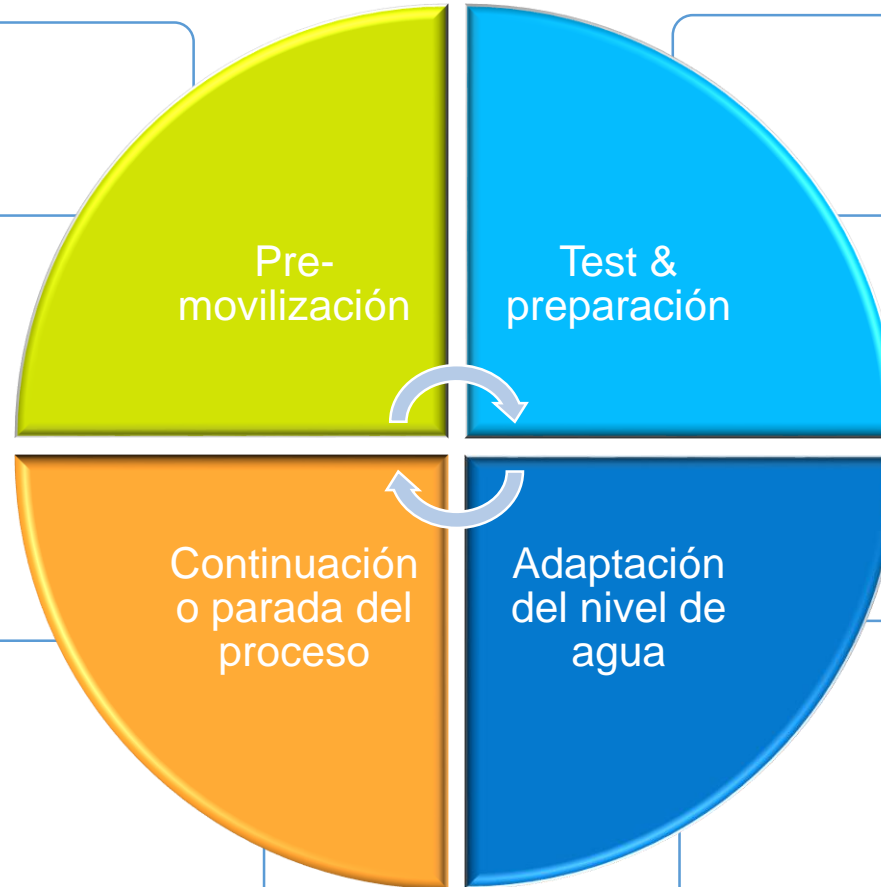 Pre-
movilización
Test &
preparación
Continuación
o parada del
proceso
Adaptación
del nivel de
agua